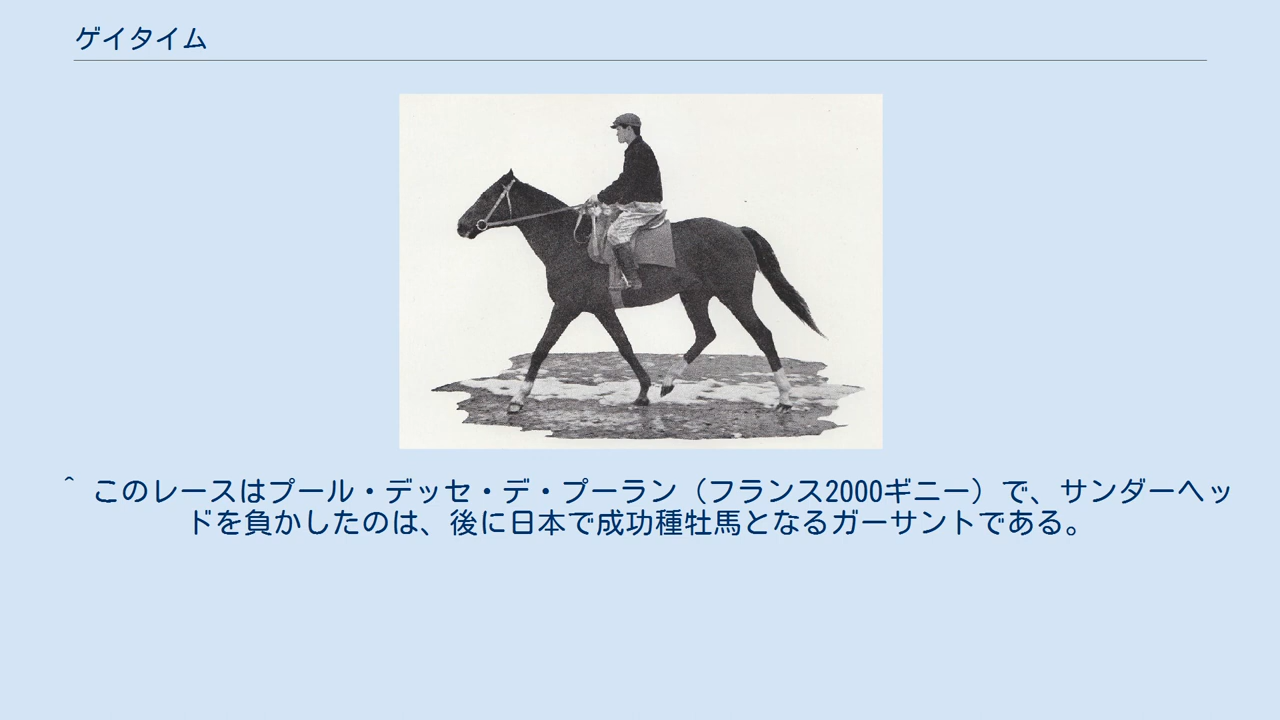 ゲイタイム
^ このレースはプール・デッセ・デ・プーラン（フランス2000ギニー）で、サンダーヘッ
ドを負かしたのは、後に日本で成功種牡馬となるガーサントである。